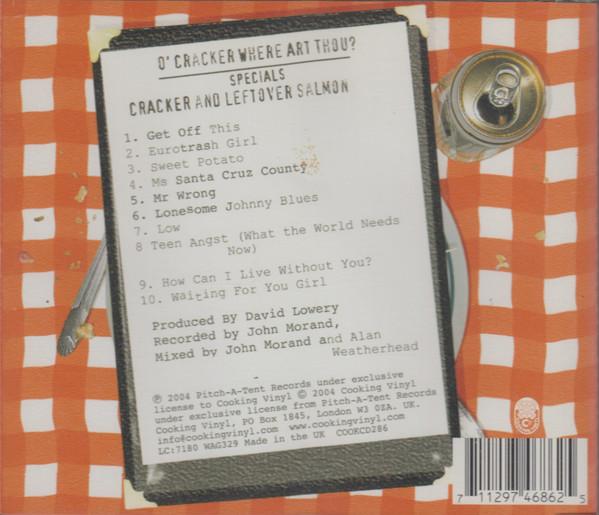 O' CRACKER WHERE ART THOU?
SPECIALS
CRACKER AND LEFTOVER SALMON
1. Get Off This
2. Eurotrash Girl
3. Sweet Potato
4. Ms Santa Cruz County
5. Mr Wrong
6. Lonesome Johnny Blues
7. Low
8 Teen Angst (What the World Needs
Now)
9. How Can I Live Without You?
10. Waiting For You Girl
Produced By David Lowery
Recorded by John Morand,
Mixed by John Morand and Alan
Weatherhead
℗ 2004 Pitch-A-Tent Records under exclusive
license to Cooking Vinyl © 2004 Cooking Vinyl
under exclusive license from Pitch-A-Tent Records
Cooking Vinyl, PO Box 1845, London W3 0ZA. UK.
info@cookingvinyl.com www.cookingvinyl.com
LC:7180 WAG329 Made in the UK COOKCD286
7 11297 46862 5